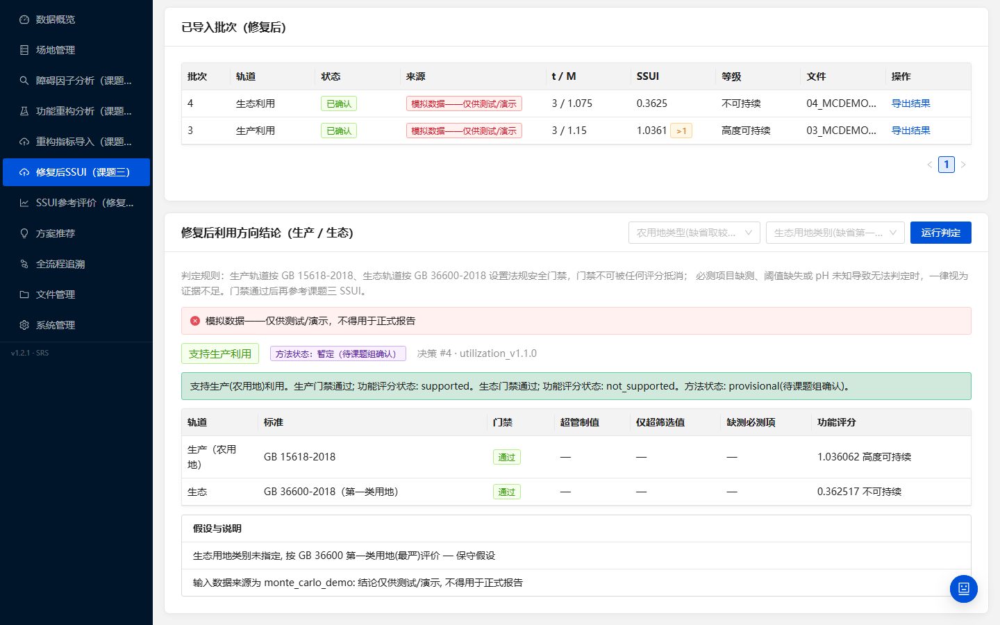 数据概览
场地管理
障碍因子分析（课题...
功能重构分析（课题...
重构指标导入（课题...
修复后SSUI（课题三）
SSUI参考评价（修复...
方案推荐
全流程追溯
文件管理
系统管理
v1.2.1 · SRS
已导入批次（修复后）
批次 轨道 状态 来源 t / M SSUI 等级 文件 操作
4 生态利用 已确认 模拟数据——仅供测试/演示 3 / 1.075 0.3625 不可持续 04_MCDEMO... 导出结果
3 生产利用 已确认 模拟数据——仅供测试/演示 3 / 1.15 1.0361 >1 高度可持续 03_MCDEMO... 导出结果
< 1 >
修复后利用方向结论（生产 / 生态） 农用地类型(缺省取较... 生态用地类别(缺省第一... 运行判定
判定规则：生产轨道按 GB 15618-2018、生态轨道按 GB 36600-2018 设置法规安全门禁，门禁不可被任何评分抵消； 必测项目缺测、阈值缺失或 pH 未知导致无法判定时，一律视为
证据不足。门禁通过后再参考课题三 SSUI。
模拟数据——仅供测试/演示，不得用于正式报告
支持生产利用 方法状态：暂定（待课题组确认） 决策 #4 · utilization_v1.1.0
支持生产(农用地)利用。生产门禁通过; 功能评分状态: supported。生态门禁通过; 功能评分状态: not_supported。方法状态: provisional(待课题组确认)。
轨道 标准 门禁 超管制值 仅超筛选值 缺测必测项 功能评分
生产（农用
地） GB 15618-2018 通过 — — — 1.036062 高度可持续
生态 GB 36600-2018（第一类用地） 通过 — — — 0.362517 不可持续
假设与说明
生态用地类别未指定, 按 GB 36600 第一类用地(最严)评价 — 保守假设
输入数据来源为 monte_carlo_demo: 结论仅供测试/演示, 不得用于正式报告